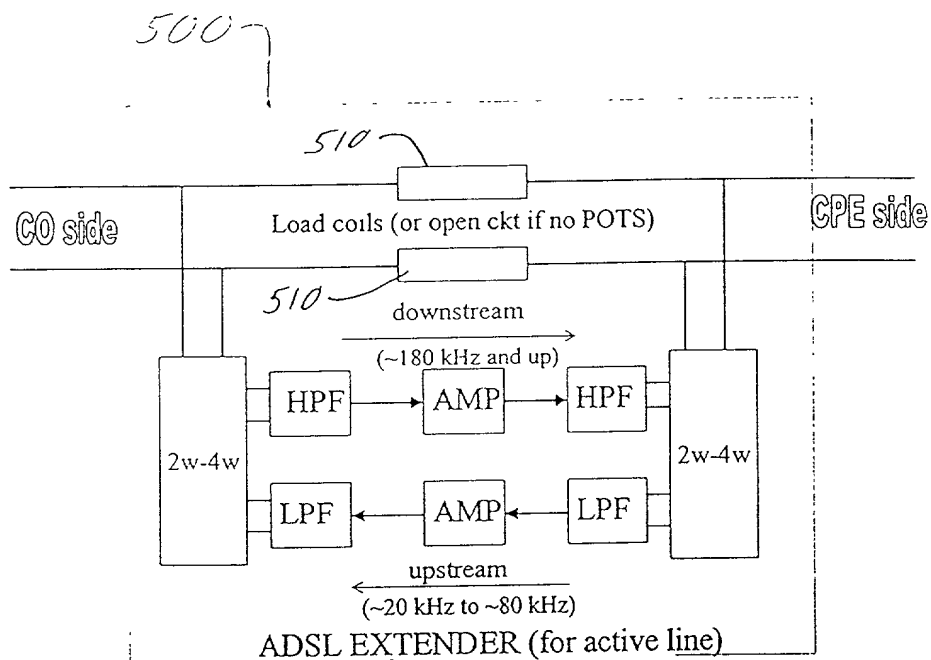 500
510
CO side
Load coils (or open ckt if no POTS)
CPE side
510
downstream
(~180 kHz and up)
HPF
AMP
HPF
2w-4w
2w-4w
LPF
AMP
LPF
upstream
(~20 kHz to ~80 kHz)
ADSL EXTENDER (for active line)